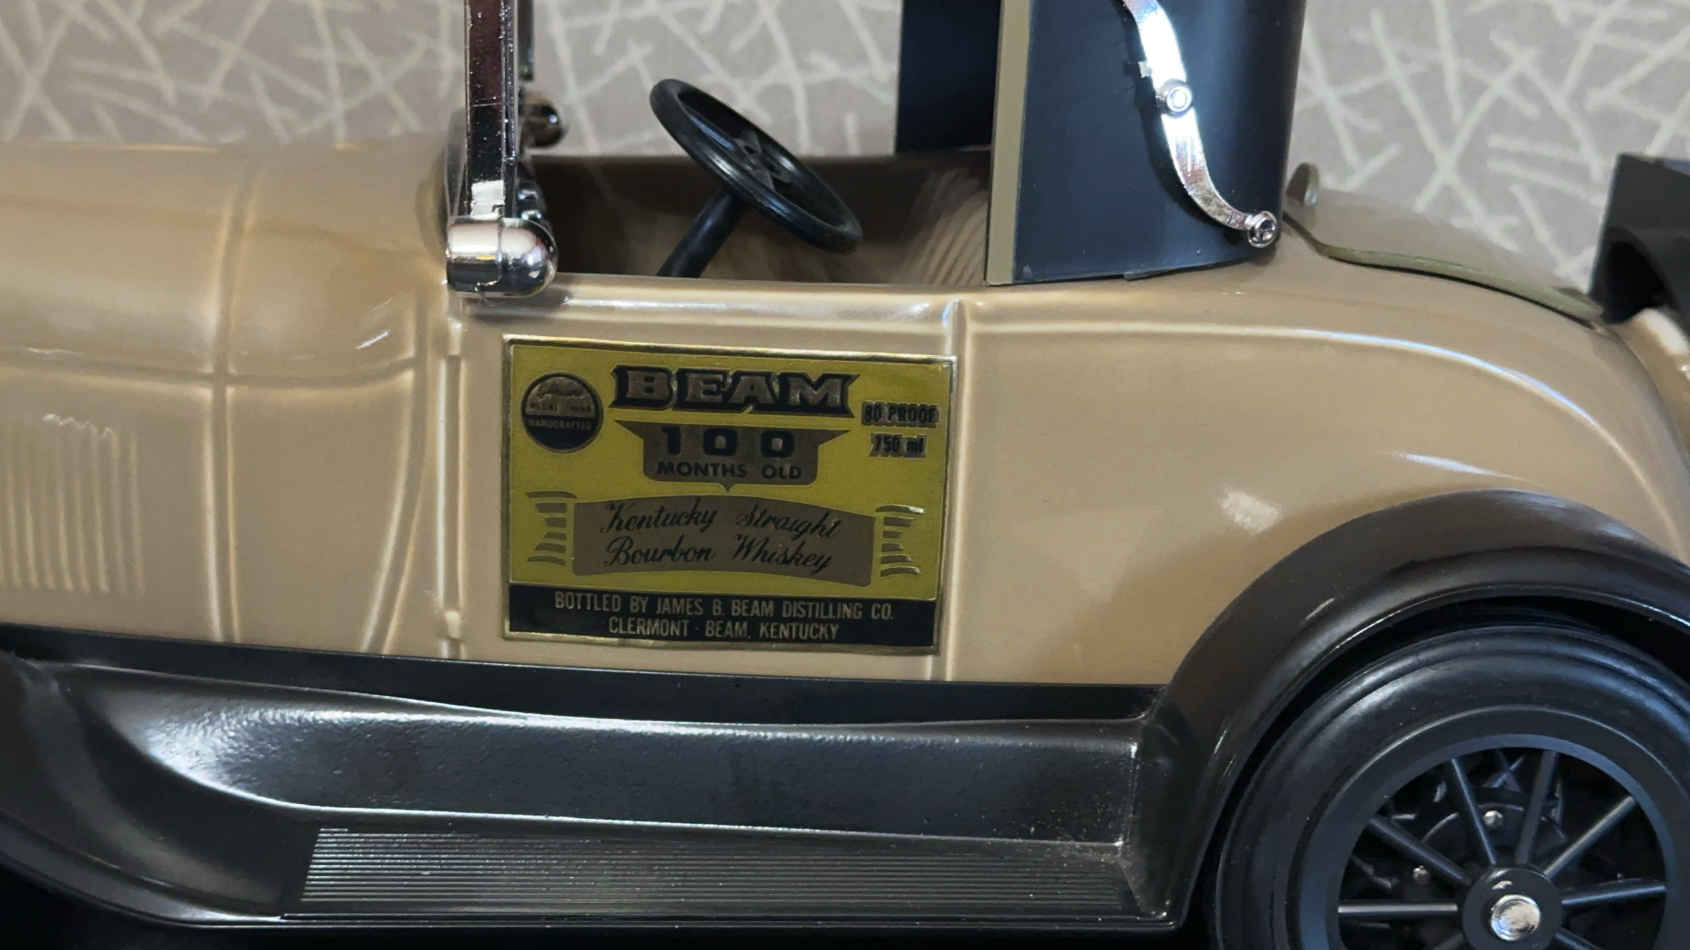 BEAM
80 PROOF
HANDCRAFTED
100
750 ml
MONTHS OLD
Kentucky Straight
Bourbon Whiskey
BOTTLED BY JAMES B. BEAM DISTILLING CO.
CLERMONT · BEAM, KENTUCKY